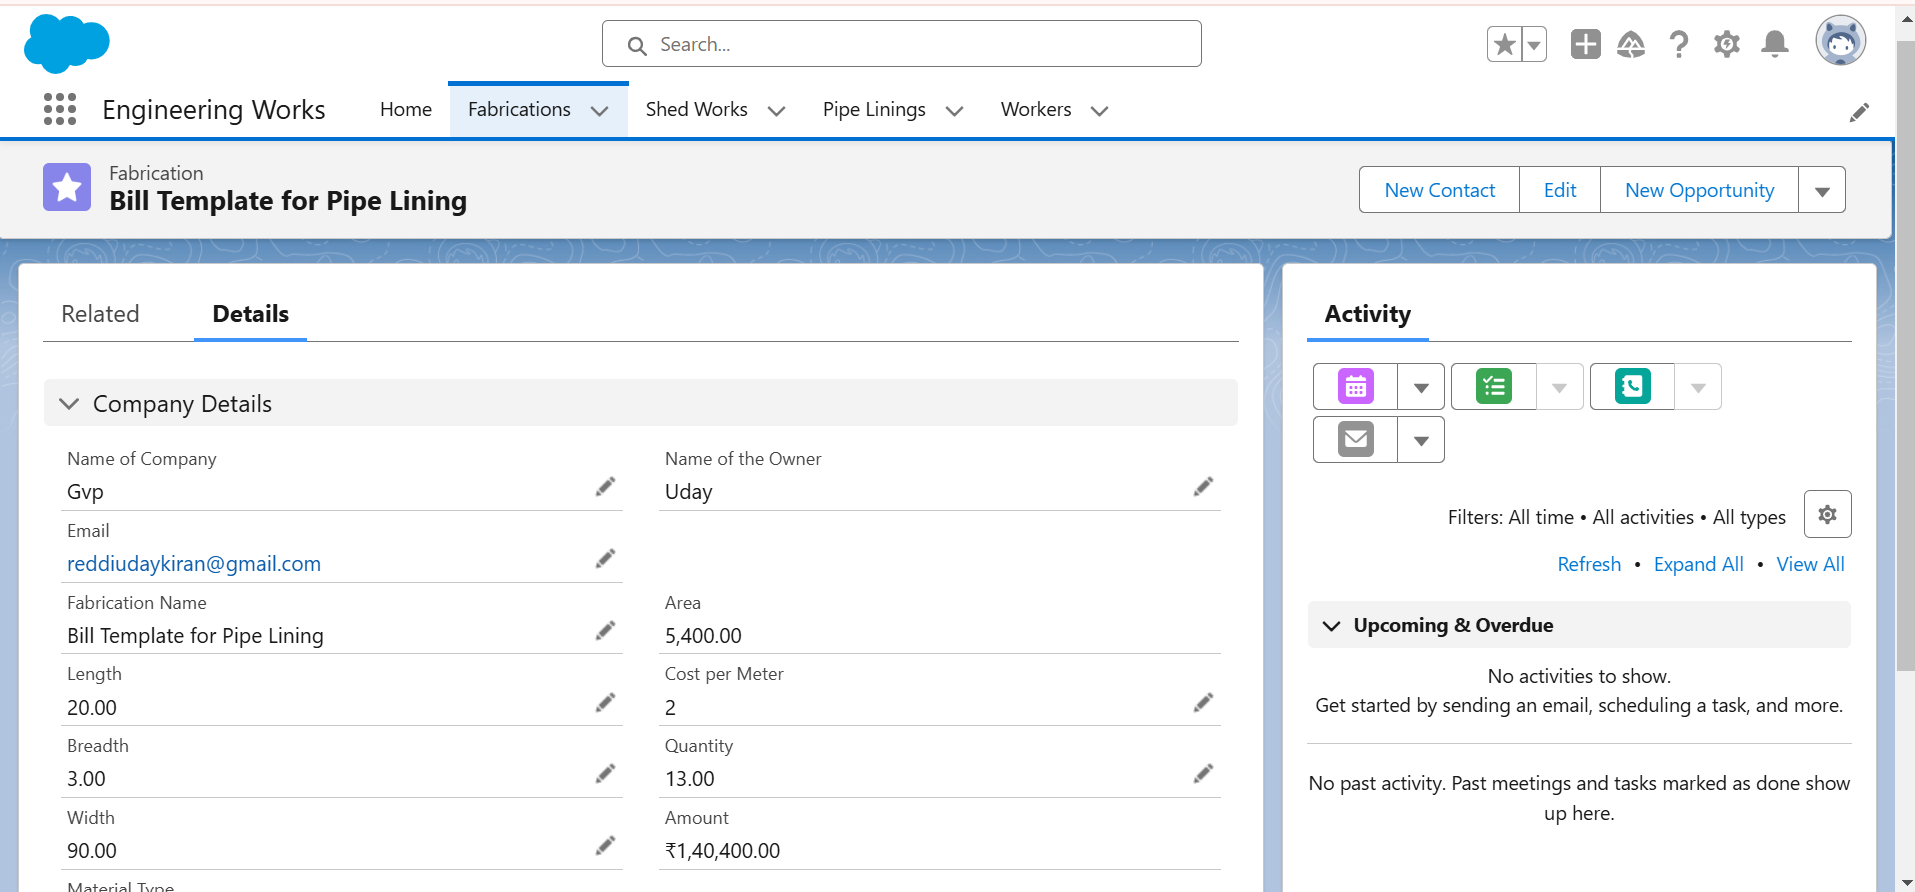 Search...
Engineering Works
Home
Fabrications
Shed Works
Pipe Linings
Workers
Fabrication
Bill Template for Pipe Lining
New Contact
Edit
New Opportunity
Related
Details
Company Details
Name of Company
Gvp
Name of the Owner
Uday
Email
reddiudaykiran@gmail.com
Fabrication Name
Bill Template for Pipe Lining
Area
5,400.00
Length
20.00
Cost per Meter
2
Breadth
3.00
Quantity
13.00
Width
90.00
Amount
₹1,40,400.00
Material Type
Activity
Filters: All time • All activities • All types
Refresh • Expand All • View All
Upcoming & Overdue
No activities to show.
Get started by sending an email, scheduling a task, and more.
No past activity. Past meetings and tasks marked as done show
up here.